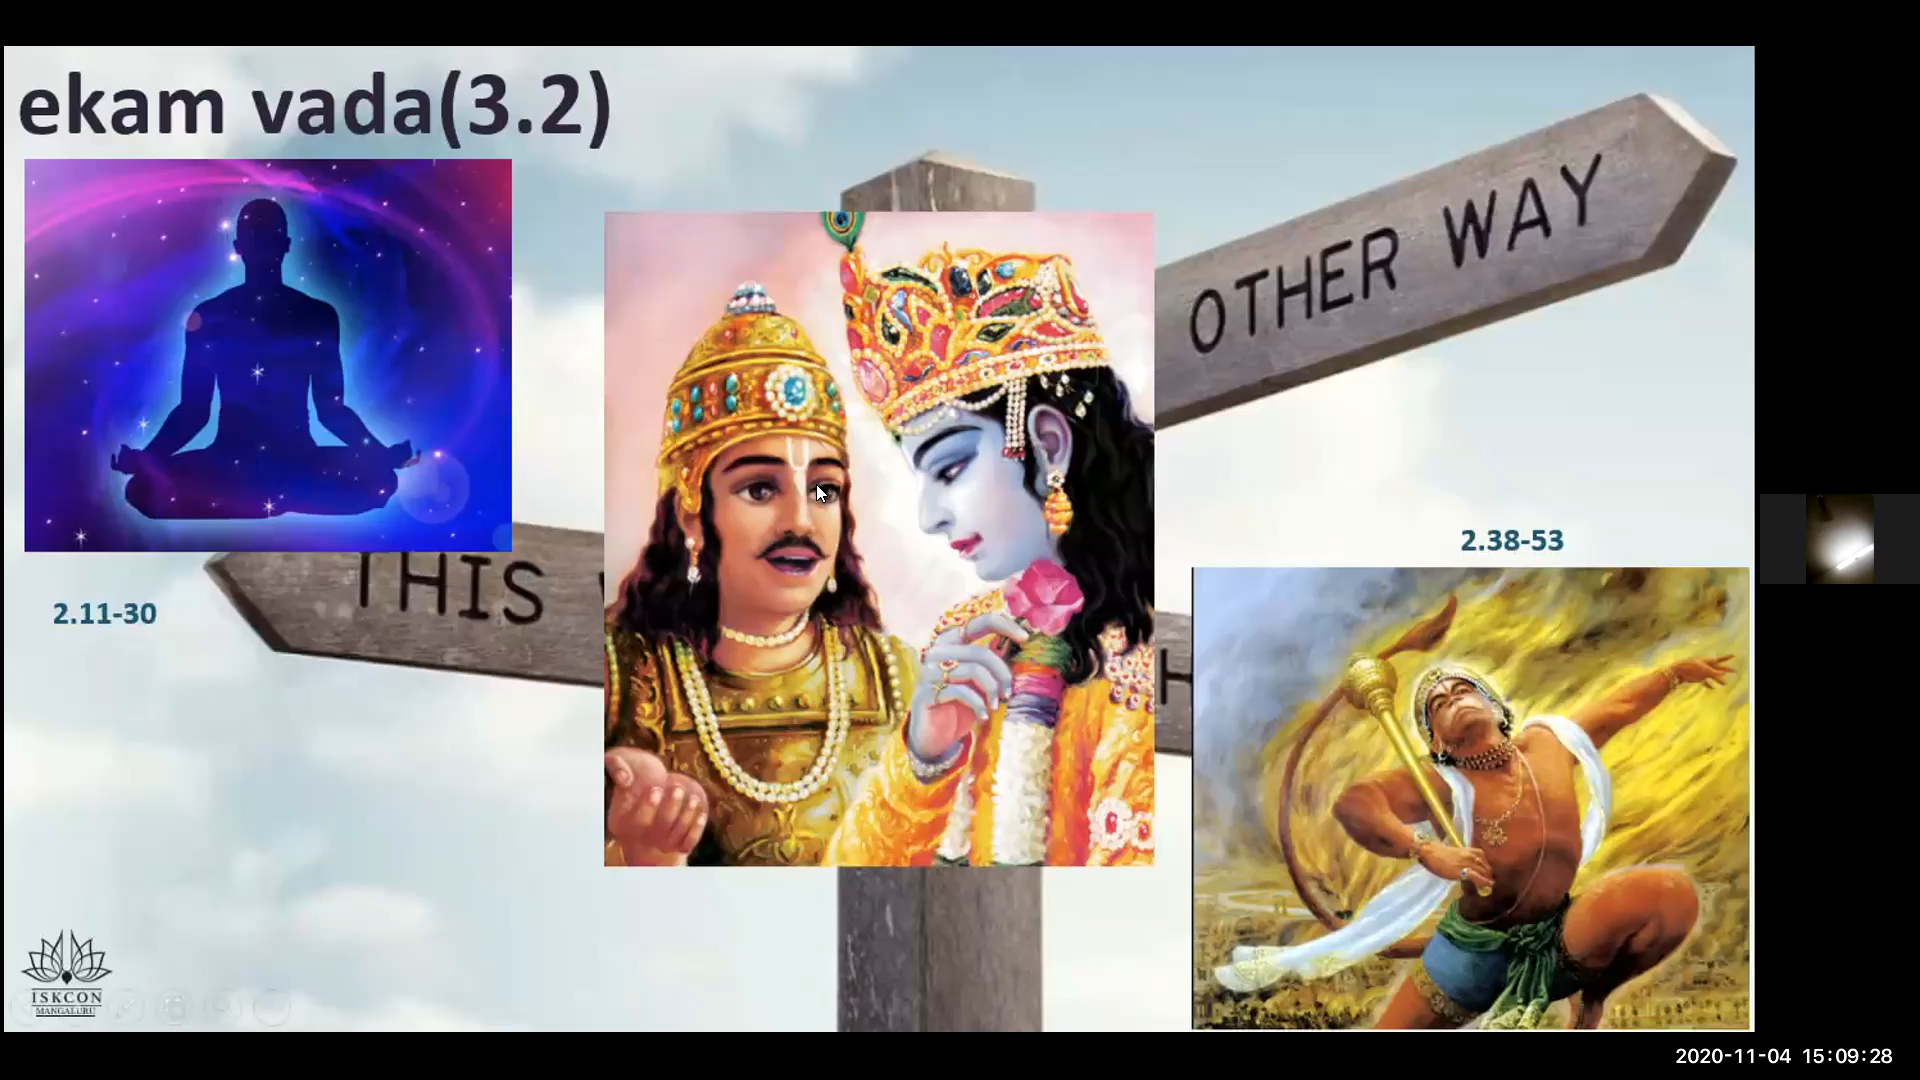 ekam vada(3.2)
OTHER WAY
2.38-53
THIS
2.11-30
H
ISKCON
MANGALURU
2020-11-04 15:09:28